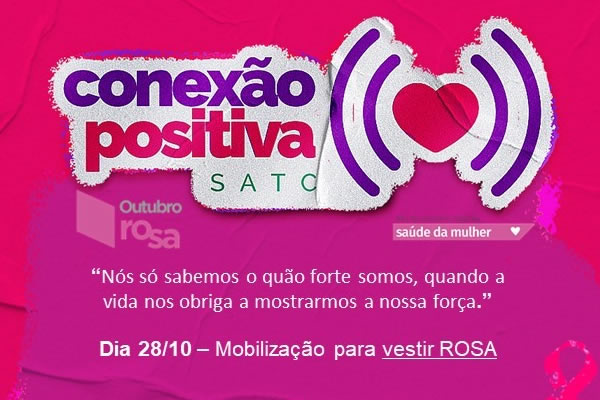 conexão
positiva
SATC
Outubro
rosa
saúde da mulher
“Nós só sabemos o quão forte somos, quando a
vida nos obriga a mostrarmos a nossa força.”
Dia 28/10 – Mobilização para vestir ROSA